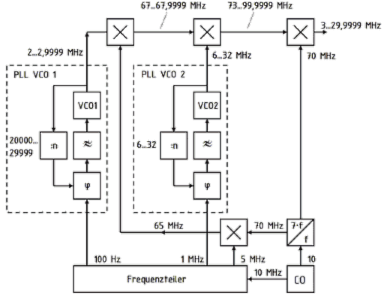 67...67,9999 MHz
73...99,9999 MHz
3...29,9999 MHz
2...2,9999 MHz
6...32 MHz
70 MHz
PLL VCO 1
PLL VCO 2
VCO1
VCO2
20000...
29999
:n
≈
6...32
:n
≈
φ
φ
65 MHz
70 MHz
7·f
f
100 Hz
1 MHz
5 MHz
10
Frequenzteiler
10 MHz
CO